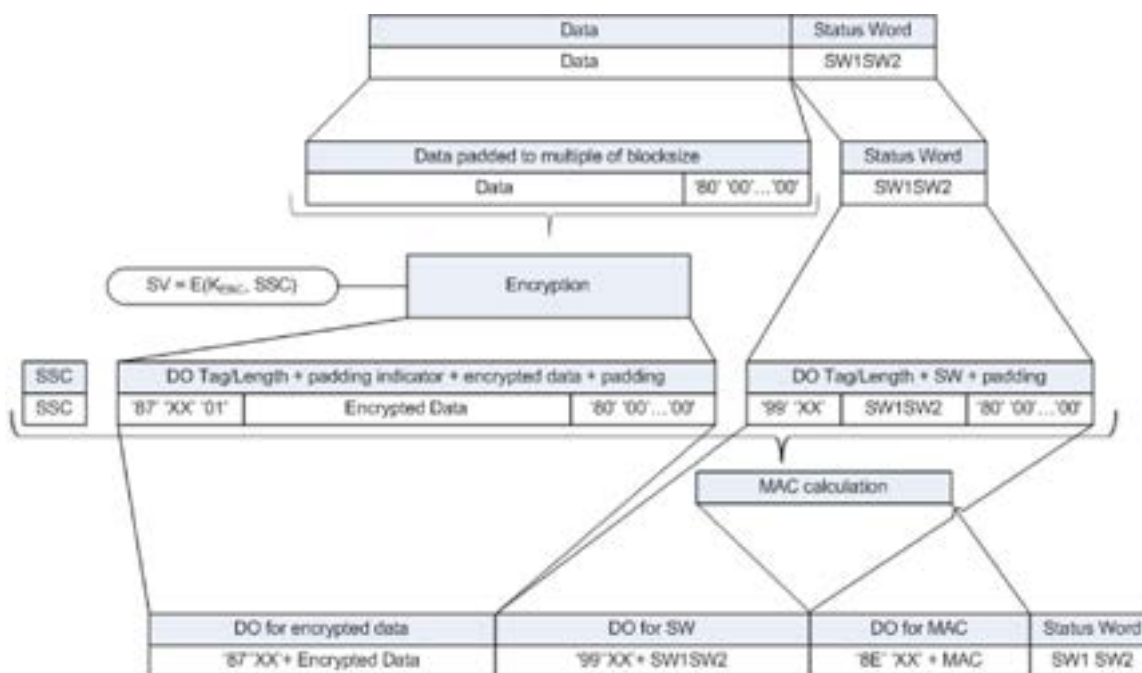 Data Status Word
Data SW1SW2
Data padded to multiple of blocksize Status Word
Data '80' '00'...'00' SW1SW2
SV = E(K_ENC, SSC) Encryption
SSC DO Tag/Length + padding indicator + encrypted data + padding DO Tag/Length + SW + padding
SSC '87' 'XX' '01' Encrypted Data '80' '00'...'00' '99' 'XX' SW1SW2 '80' '00'...'00'
MAC calculation
DO for encrypted data DO for SW DO for MAC Status Word
'87' 'XX' + Encrypted Data '99' 'XX' + SW1SW2 '8E' 'XX' + MAC SW1 SW2